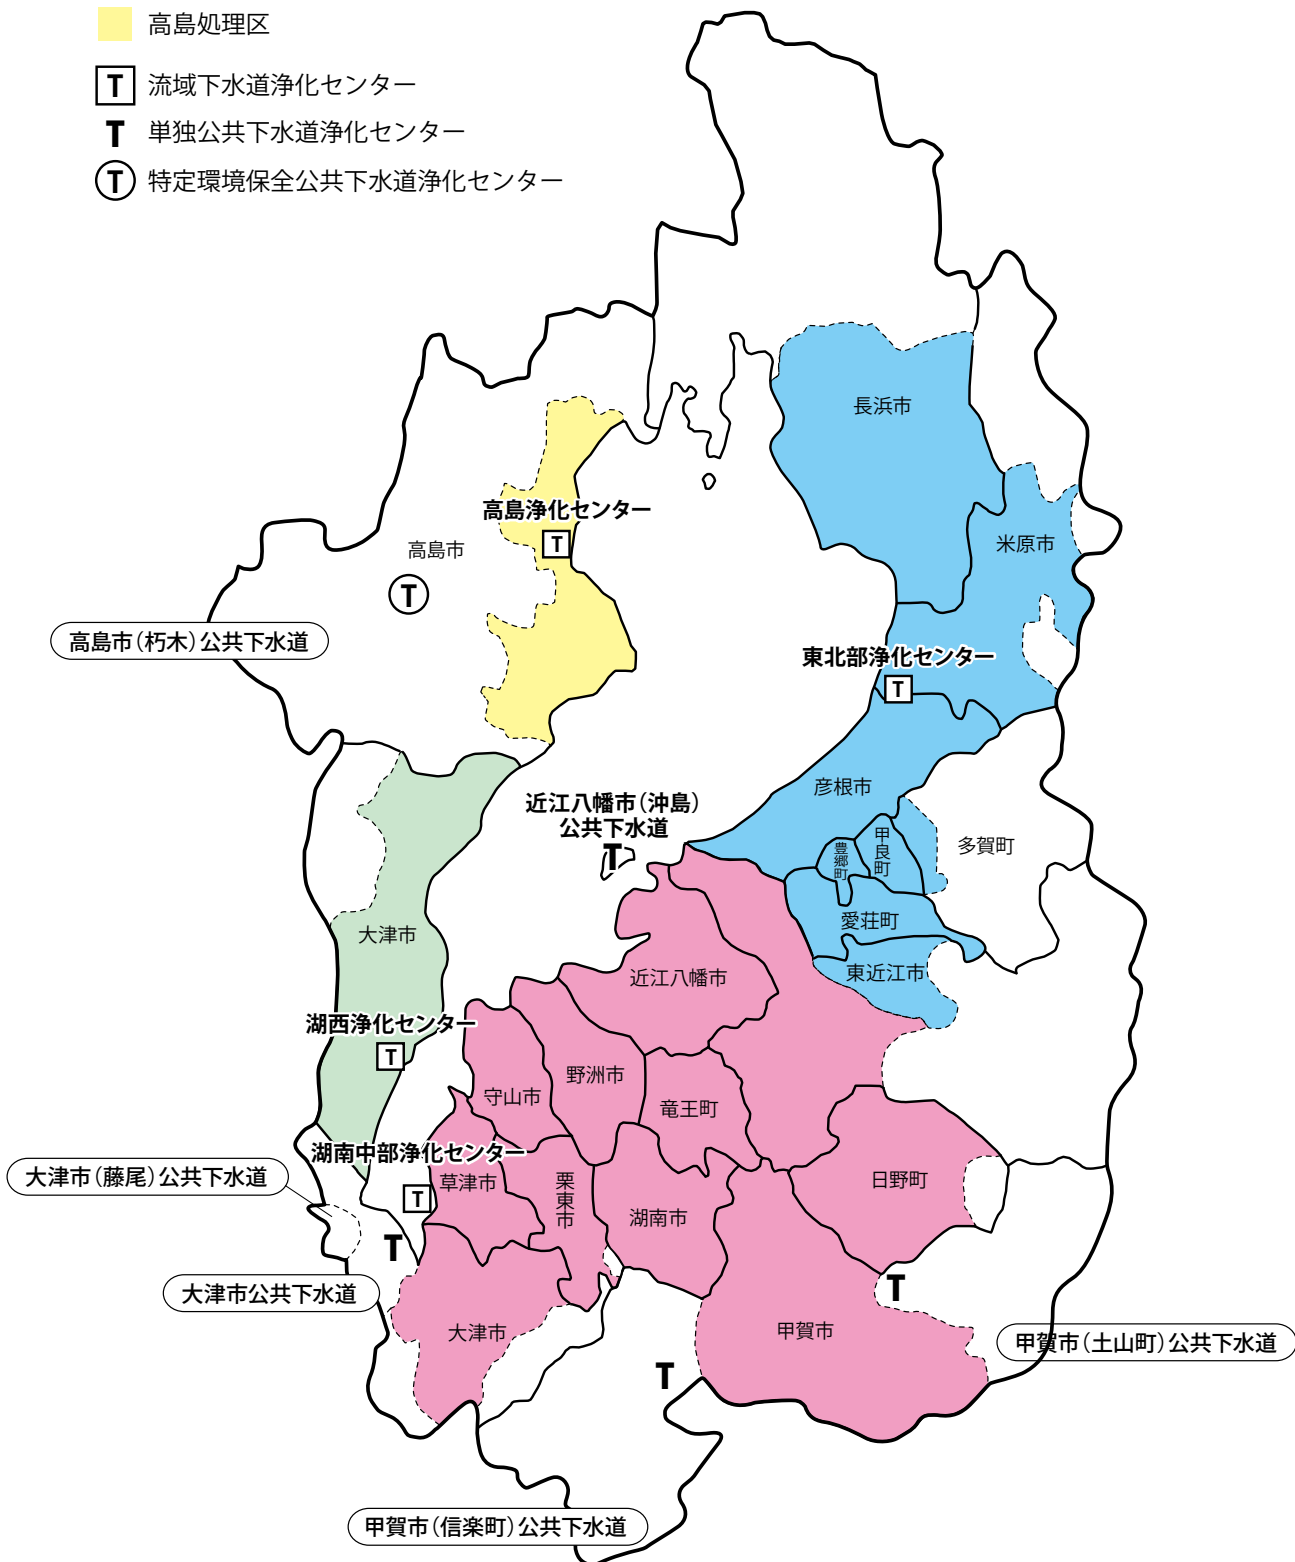 高島処理区
T 流域下水道浄化センター
T 単独公共下水道浄化センター
T 特定環境保全公共下水道浄化センター
長浜市
高島浄化センター
T
高島市
T
米原市
高島市(朽木)公共下水道
東北部浄化センター
T
彦根市
近江八幡市(沖島)
公共下水道
T
豊郷町
甲良町
多賀町
愛荘町
大津市
東近江市
近江八幡市
湖西浄化センター
T
野洲市
守山市
竜王町
湖南中部浄化センター
T
草津市
栗東市
湖南市
日野町
大津市(藤尾)公共下水道
T
大津市公共下水道
T
大津市
甲賀市
甲賀市(土山町)公共下水道
T
甲賀市(信楽町)公共下水道